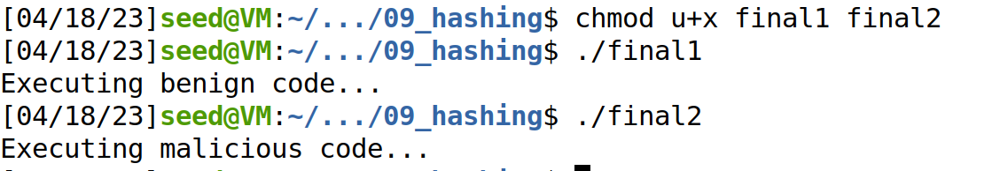 [04/18/23]seed@VM:~/.../09_hashing$ chmod u+x final1 final2
[04/18/23]seed@VM:~/.../09_hashing$ ./final1
Executing benign code...
[04/18/23]seed@VM:~/.../09_hashing$ ./final2
Executing malicious code...